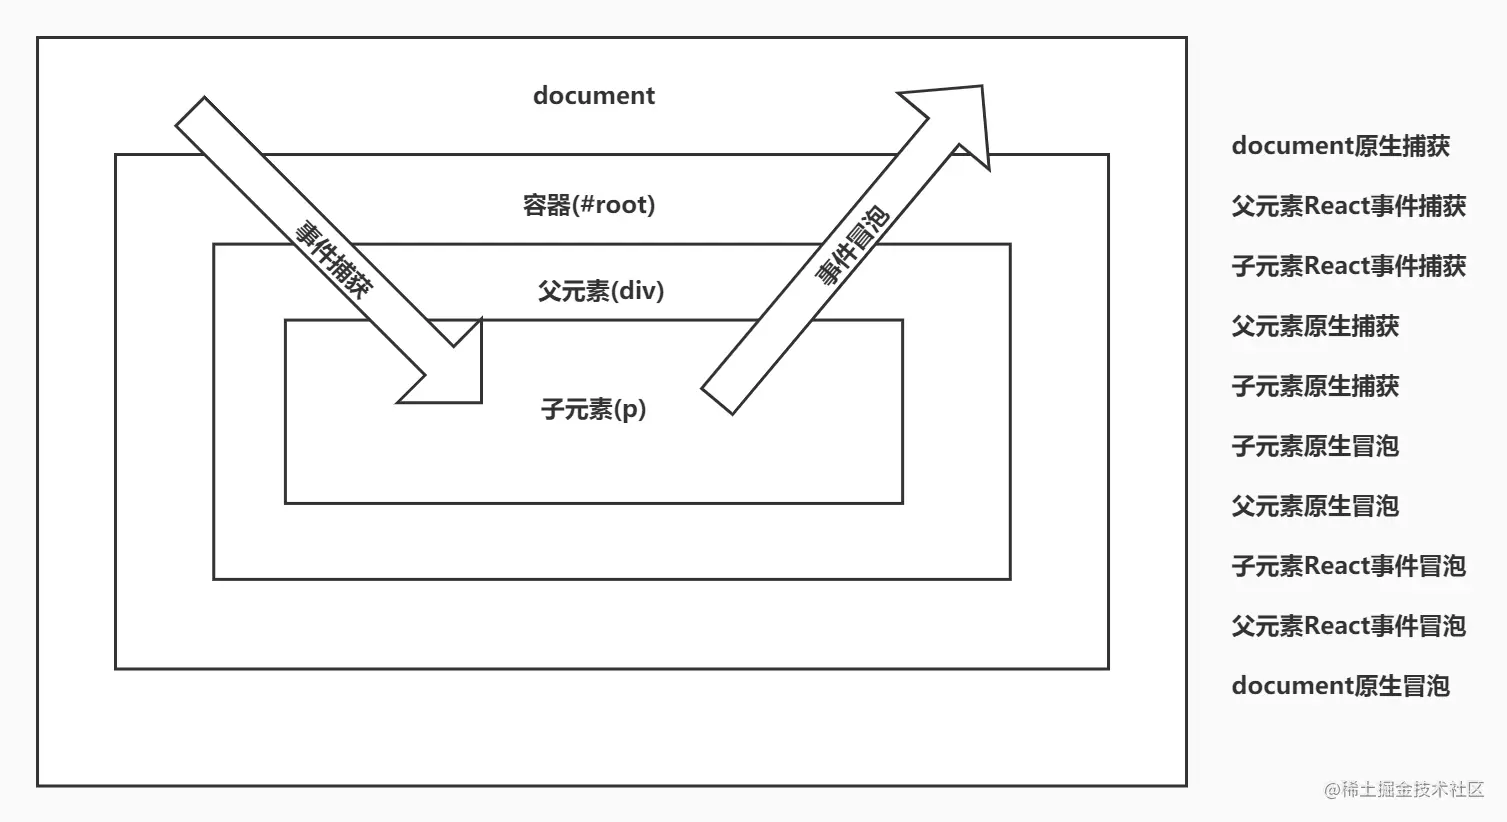 document
容器(#root)
事件捕获
事件冒泡
父元素(div)
子元素(p)
document原生捕获
父元素React事件捕获
子元素React事件捕获
父元素原生捕获
子元素原生捕获
子元素原生冒泡
父元素原生冒泡
子元素React事件冒泡
父元素React事件冒泡
document原生冒泡
@稀土掘金技术社区